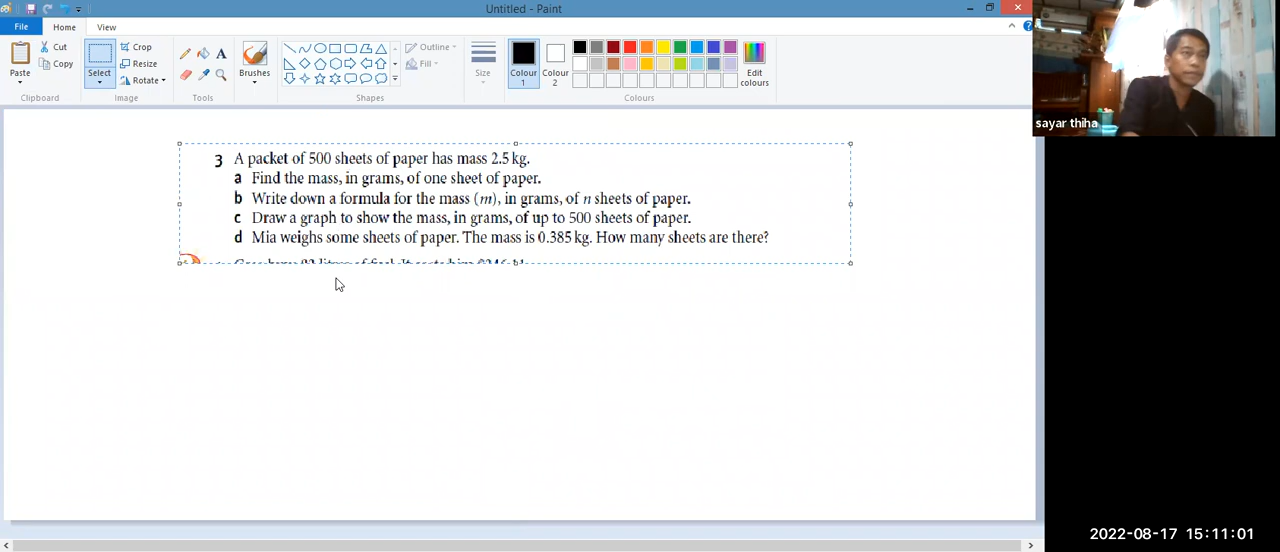 Untitled - Paint
File Home View
Paste Cut Copy Select Crop Resize Rotate Brushes Outline Fill Size Colour 1 Colour 2 Edit colours
Clipboard Image Tools Shapes Colours
sayar thiha
3 A packet of 500 sheets of paper has mass 2.5 kg.
a Find the mass, in grams, of one sheet of paper.
b Write down a formula for the mass (m), in grams, of n sheets of paper.
c Draw a graph to show the mass, in grams, of up to 500 sheets of paper.
d Mia weighs some sheets of paper. The mass is 0.385 kg. How many sheets are there?
2022-08-17 15:11:01